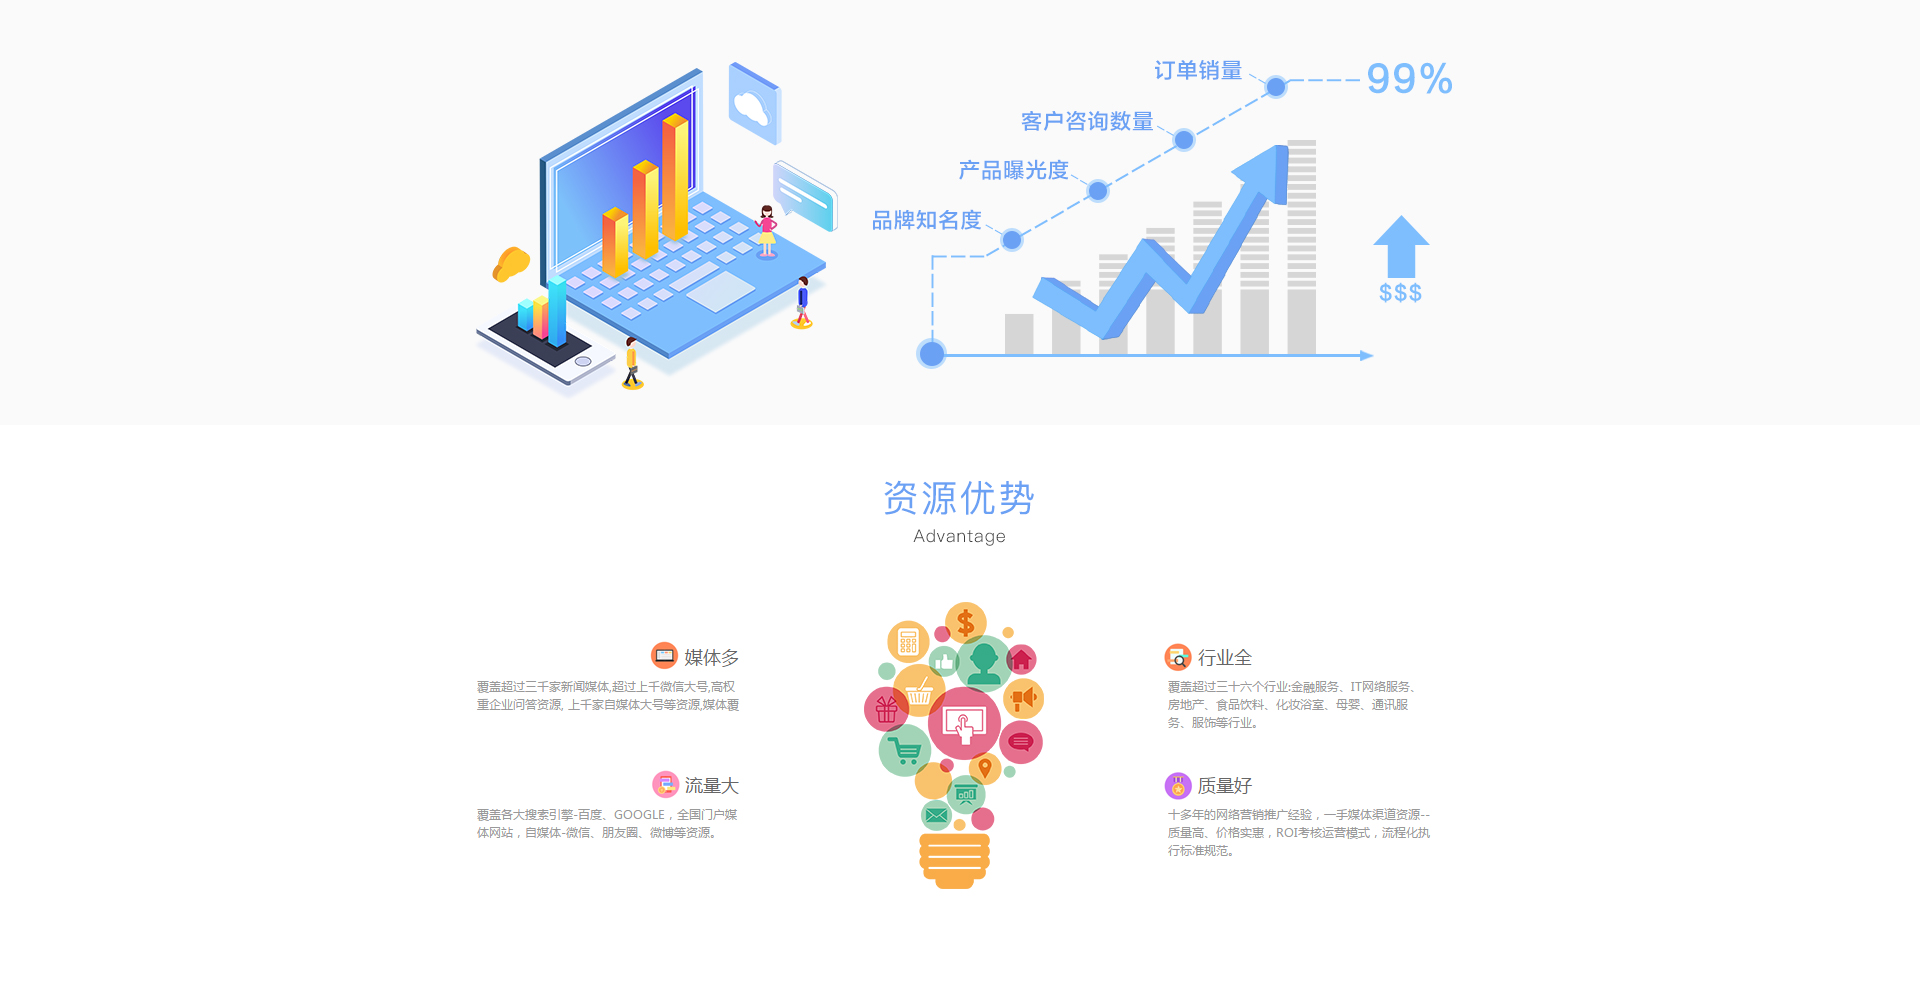 订单销量
99%
客户咨询数量
产品曝光度
品牌知名度
$$$
资源优势
Advantage
媒体多
覆盖超过三千家新闻媒体,超过上千微信大号,高权
重企业问答资源, 上千家自媒体大号等资源,媒体覆
行业全
覆盖超过三十六个行业:金融服务、IT网络服务、
房地产、食品饮料、化妆浴室、母婴、通讯服
务、服饰等行业。
流量大
覆盖各大搜索引擎-百度、GOOGLE，全国门户媒
体网站，自媒体-微信、朋友圈、微博等资源。
质量好
十多年的网络营销推广经验，一手媒体渠道资源--
质量高、价格实惠，ROI考核运营模式，流程化执
行标准规范。